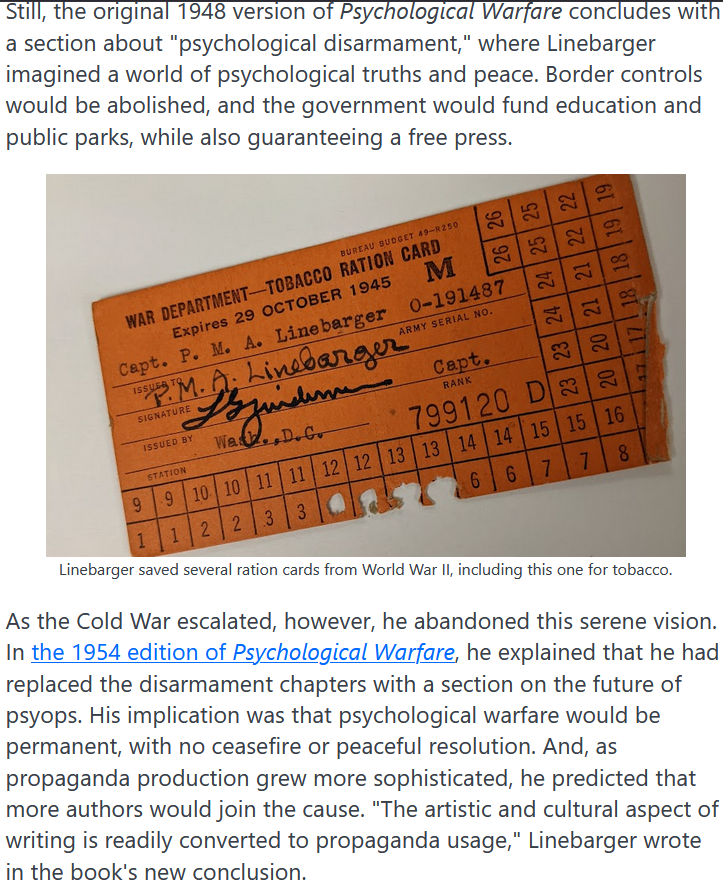 Still, the original 1948 version of Psychological Warfare concludes with
a section about "psychological disarmament," where Linebarger
imagined a world of psychological truths and peace. Border controls
would be abolished, and the government would fund education and
public parks, while also guaranteeing a free press.
BUREAU BUDGET 49-R250
WAR DEPARTMENT—TOBACCO RATION CARD
Expires 29 OCTOBER 1945 M
Capt. P. M. A. Linebarger O-191487
ISSUED TO ARMY SERIAL NO.
P.M.A. Linebarger Capt.
SIGNATURE RANK
ISSUED BY 799120 D
Wash., D.C.
STATION
26 25 22 19
26 25 22 19
24 21 18
24 21 18
23 20 17
23 20 17
9 9 10 10 11 11 12 12 13 13 14 14 15 15 16
1 1 2 2 3 3 6 6 7 7 8
Linebarger saved several ration cards from World War II, including this one for tobacco.
As the Cold War escalated, however, he abandoned this serene vision.
In the 1954 edition of Psychological Warfare, he explained that he had
replaced the disarmament chapters with a section on the future of
psyops. His implication was that psychological warfare would be
permanent, with no ceasefire or peaceful resolution. And, as
propaganda production grew more sophisticated, he predicted that
more authors would join the cause. "The artistic and cultural aspect of
writing is readily converted to propaganda usage," Linebarger wrote
in the book's new conclusion.